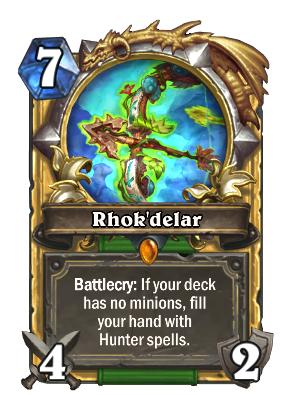 7
Rhok'delar
Battlecry: If your deck
has no minions, fill
your hand with
Hunter spells.
4 2